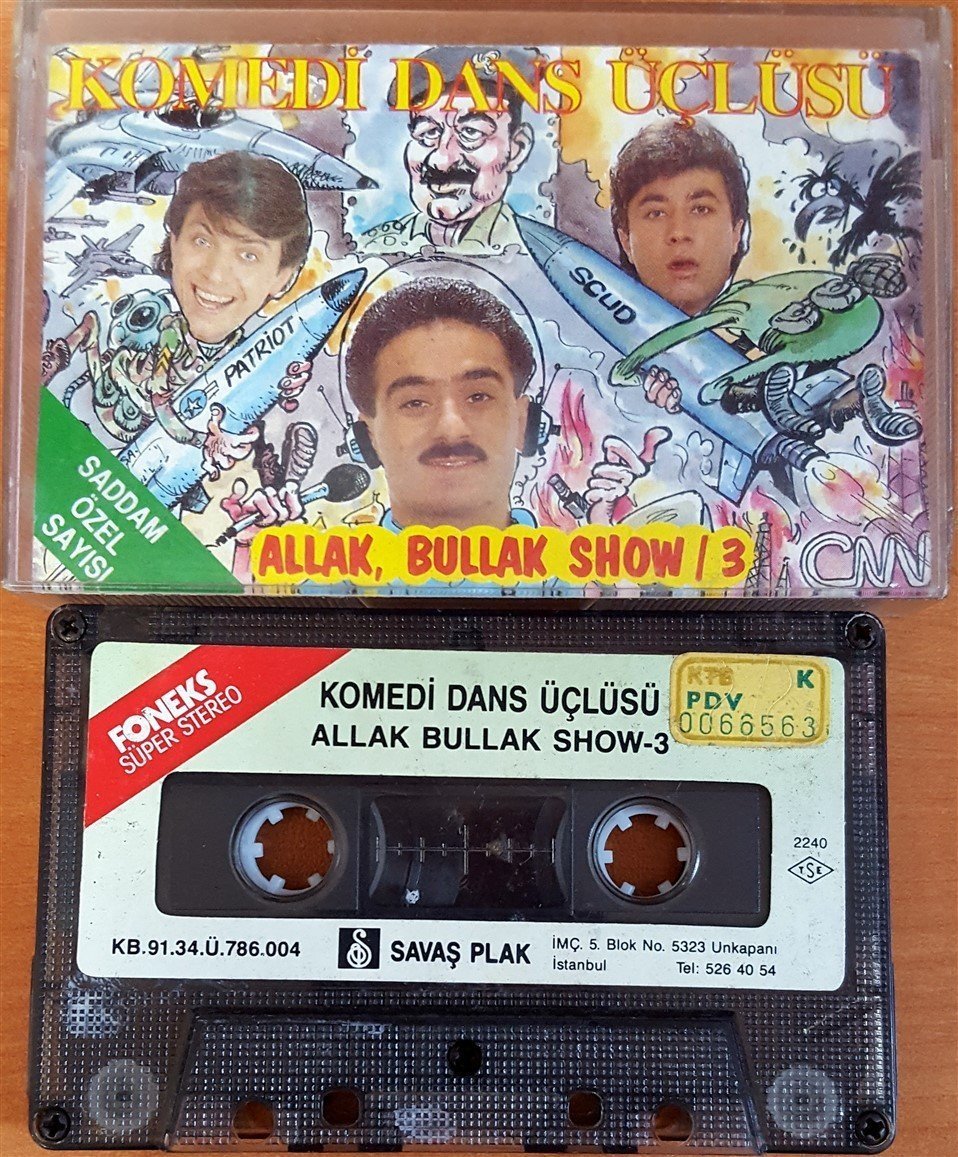 KOMEDİ DANS ÜÇLÜSÜ
PATRIOT
SCUD
SADDAM
ÖZEL
SAYISI
ALLAK, BULLAK SHOW / 3
CNN
FONEKS
SÜPER STEREO
KOMEDİ DANS ÜÇLÜSÜ
ALLAK BULLAK SHOW-3
KTB K
PDV
0066563
2240
TSE
KB.91.34.Ü.786.004
SAVAŞ PLAK
İMÇ. 5. Blok No. 5323 Unkapanı
İstanbul Tel: 526 40 54